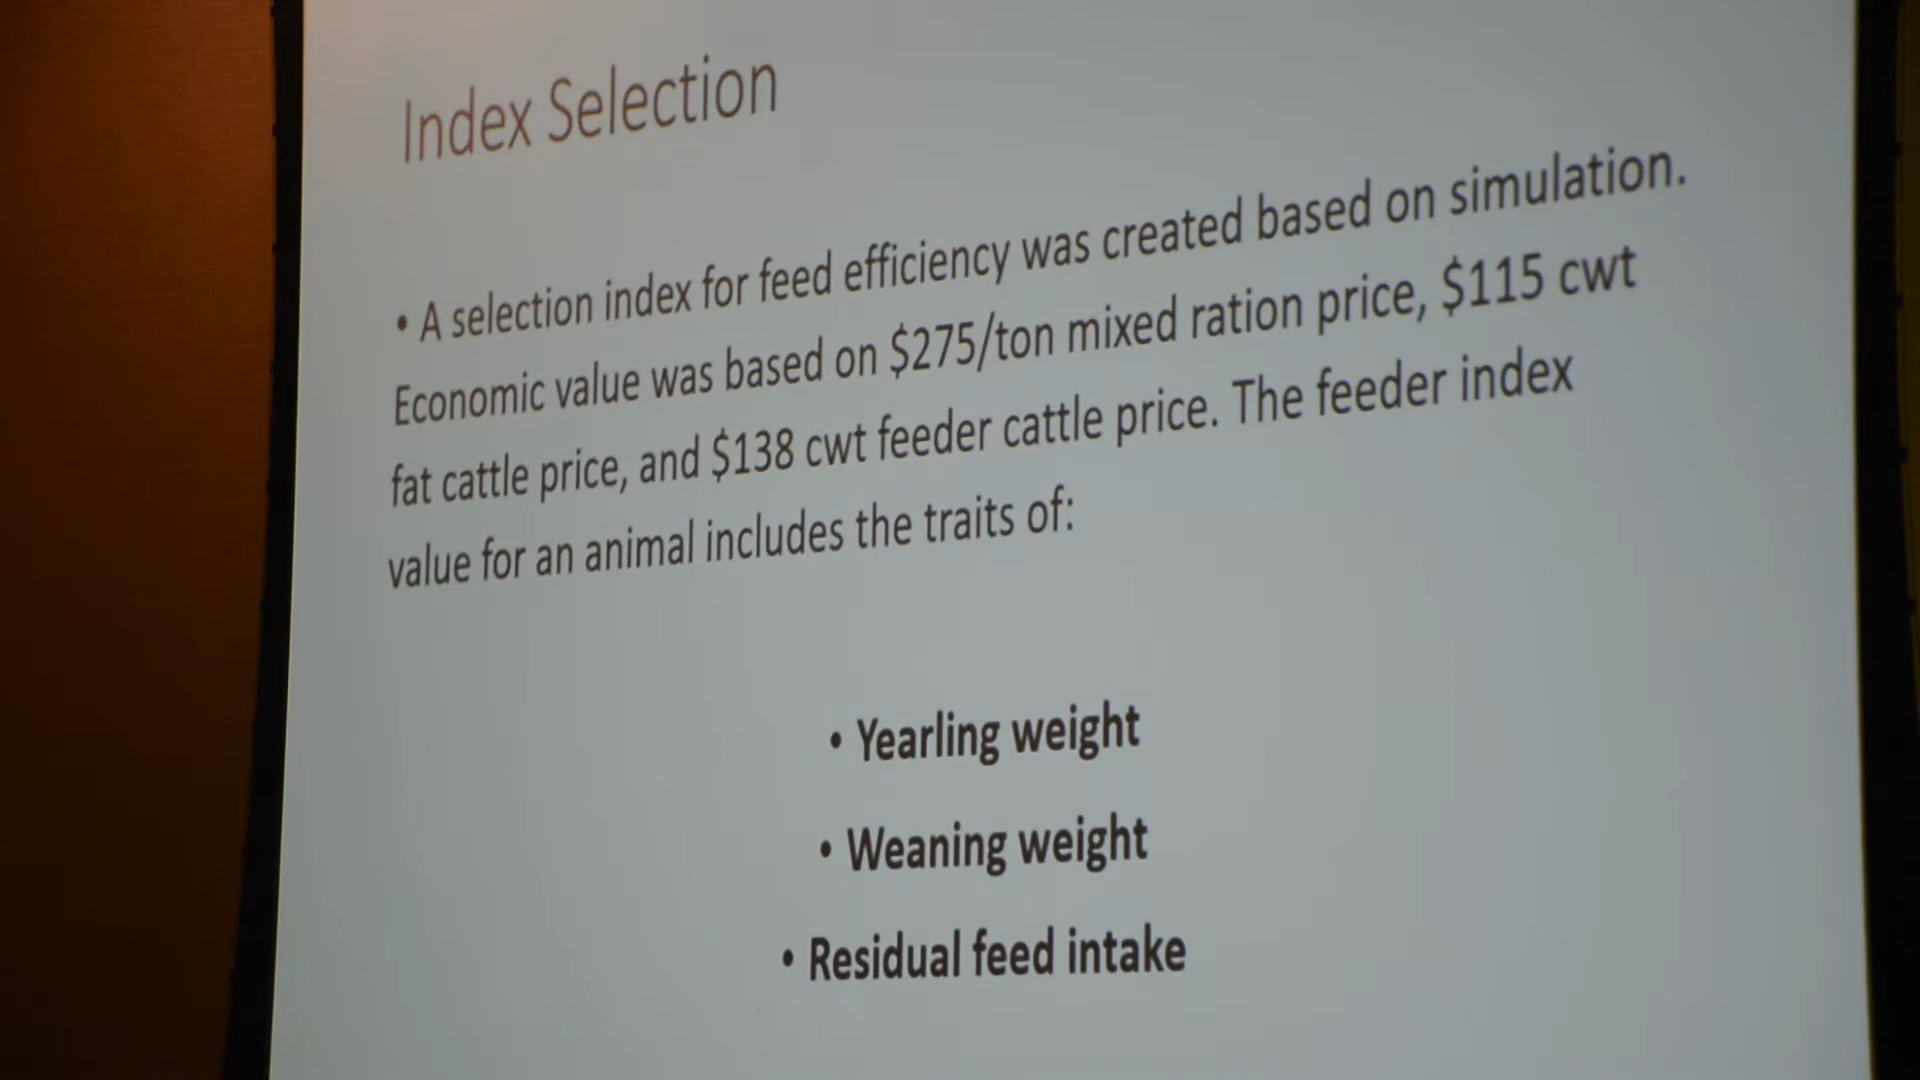 Index Selection
• A selection index for feed efficiency was created based on simulation.
Economic value was based on $275/ton mixed ration price, $115 cwt
fat cattle price, and $138 cwt feeder cattle price. The feeder index
value for an animal includes the traits of:
• Yearling weight
• Weaning weight
• Residual feed intake